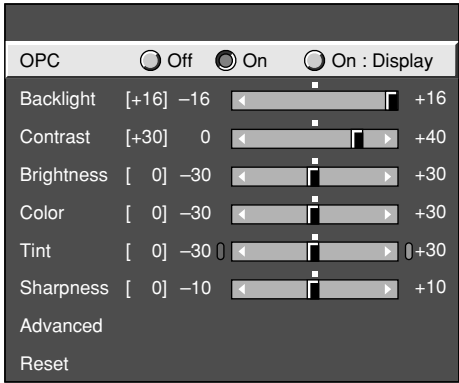 OPC Off On On : Display
Backlight [+16] –16 +16
Contrast [+30] 0 +40
Brightness [ 0] –30 +30
Color [ 0] –30 +30
Tint [ 0] –30 +30
Sharpness [ 0] –10 +10
Advanced
Reset